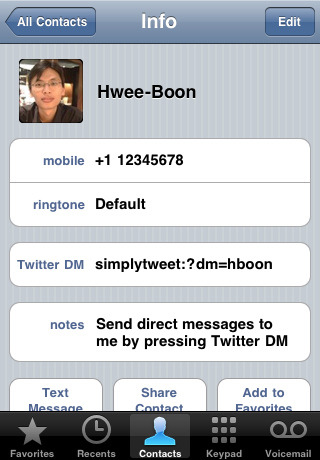 All Contacts Info Edit
Hwee-Boon
mobile +1 12345678
ringtone Default
Twitter DM simplytweet:?dm=hboon
notes Send direct messages to
me by pressing Twitter DM
Text Share Add to
Message Contact Favorites
Favorites Recents Contacts Keypad Voicemail